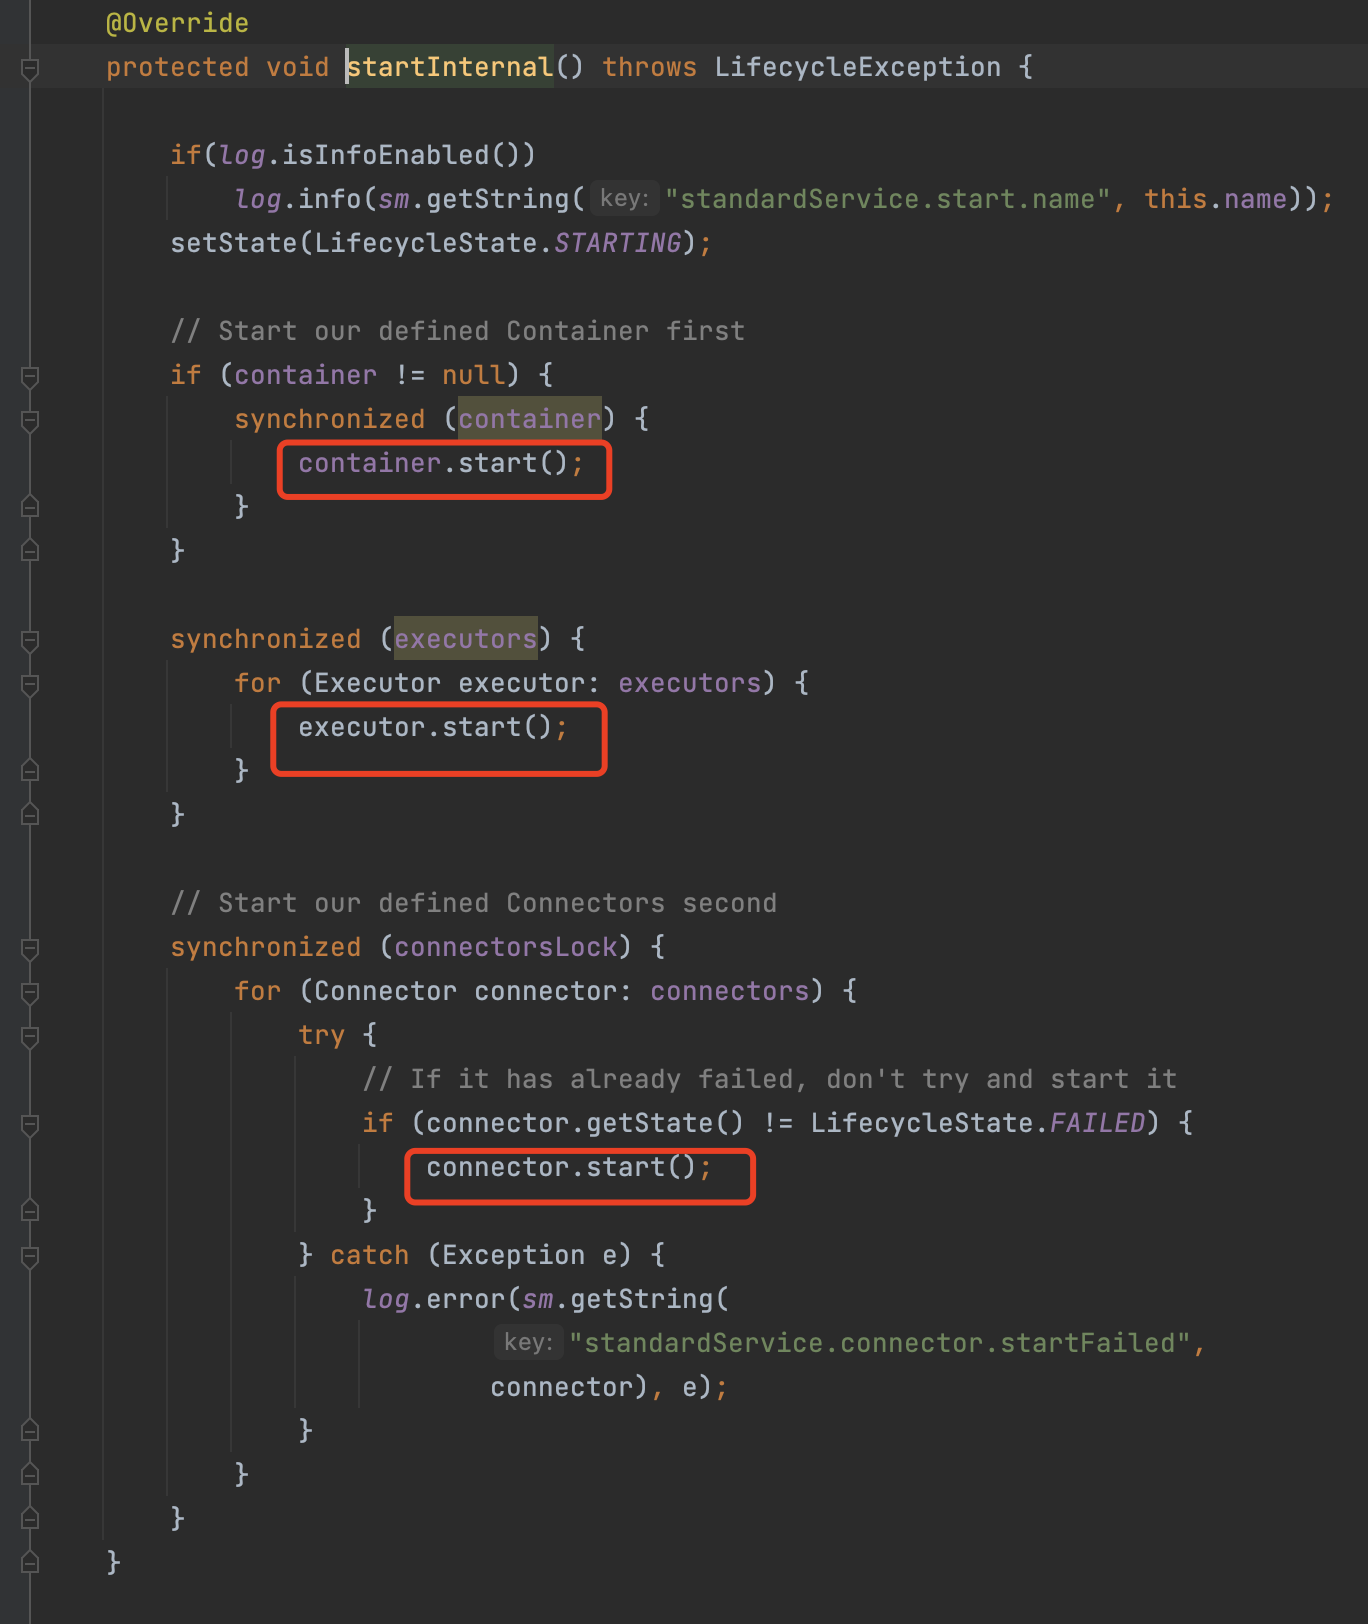 @Override
protected void startInternal() throws LifecycleException {
if(log.isInfoEnabled())
log.info(sm.getString( key: "standardService.start.name", this.name));
setState(LifecycleState.STARTING);
// Start our defined Container first
if (container != null) {
synchronized (container) {
container.start();
}
}
synchronized (executors) {
for (Executor executor: executors) {
executor.start();
}
}
// Start our defined Connectors second
synchronized (connectorsLock) {
for (Connector connector: connectors) {
try {
// If it has already failed, don't try and start it
if (connector.getState() != LifecycleState.FAILED) {
connector.start();
}
} catch (Exception e) {
log.error(sm.getString(
key: "standardService.connector.startFailed",
connector), e);
}
}
}
}